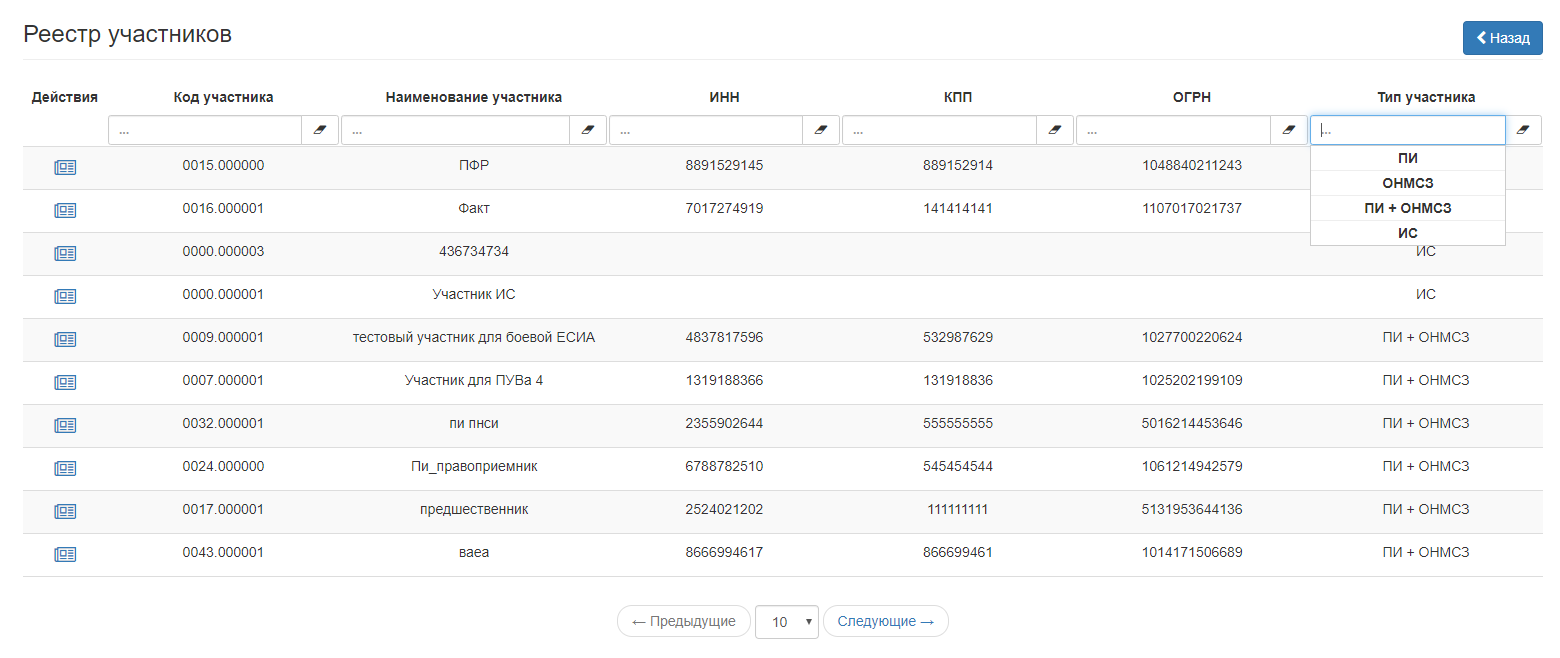 Реестр участников
Назад
Действия Код участника Наименование участника ИНН КПП ОГРН Тип участника
... ... ... ... ... ...
0015.000000 ПФР 8891529145 889152914 1048840211243
ПИ
ОНМСЗ
ПИ + ОНМСЗ
ИС
0016.000001 Факт 7017274919 141414141 1107017021737
0000.000003 436734734 ИС
0000.000001 Участник ИС ИС
0009.000001 тестовый участник для боевой ЕСИА 4837817596 532987629 1027700220624 ПИ + ОНМСЗ
0007.000001 Участник для ПУВа 4 1319188366 131918836 1025202199109 ПИ + ОНМСЗ
0032.000001 пи пнси 2355902644 555555555 5016214453646 ПИ + ОНМСЗ
0024.000000 Пи_правоприемник 6788782510 545454544 1061214942579 ПИ + ОНМСЗ
0017.000001 предшественник 2524021202 111111111 5131953644136 ПИ + ОНМСЗ
0043.000001 ваеа 8666994617 866699461 1014171506689 ПИ + ОНМСЗ
← Предыдущие 10 Следующие →